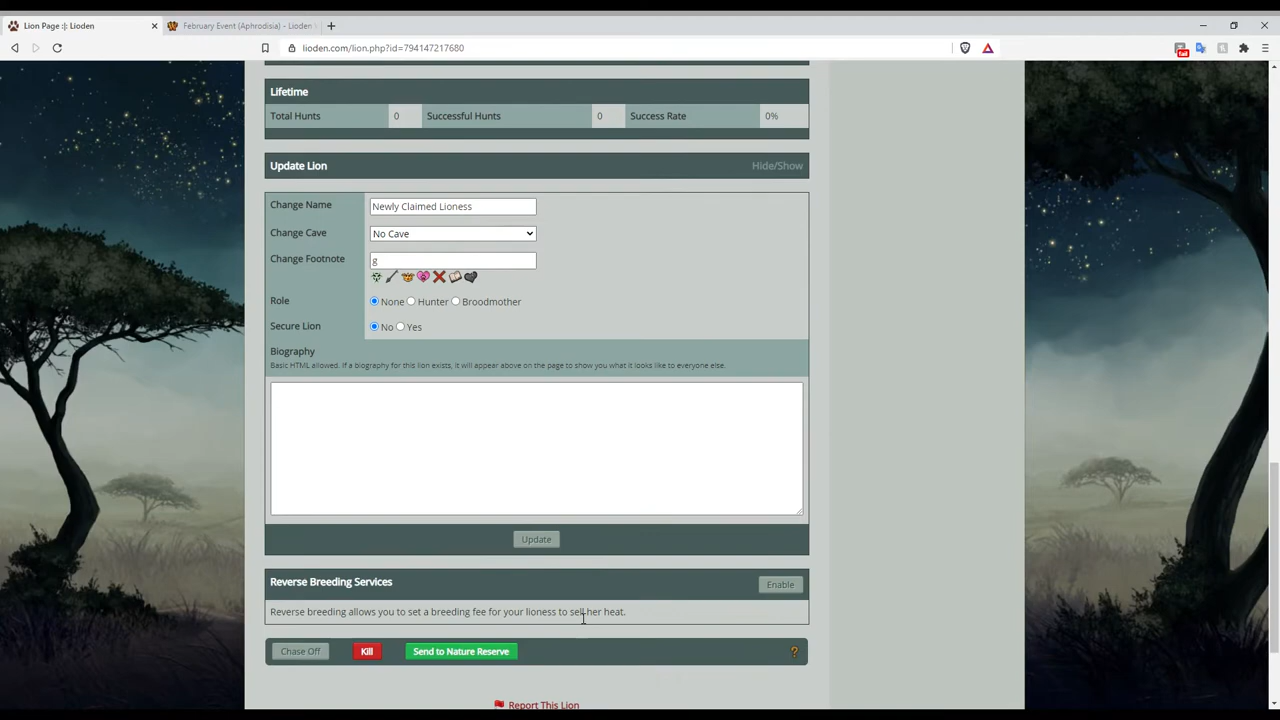 Lion Page :|: Lioden
February Event (Aphrodisia) - Lioden
lioden.com/lion.php?id=794147217680
Lifetime
Total Hunts 0 Successful Hunts 0 Success Rate 0%
Update Lion Hide/Show
Change Name Newly Claimed Lioness
Change Cave No Cave
Change Footnote g
Role None Hunter Broodmother
Secure Lion No Yes
Biography
Basic HTML allowed. If a biography for this lion exists, it will appear above on the page to show you what it looks like to everyone else.
Update
Reverse Breeding Services Enable
Reverse breeding allows you to set a breeding fee for your lioness to sell her heat.
Chase Off Kill Send to Nature Reserve ?
Report This Lion